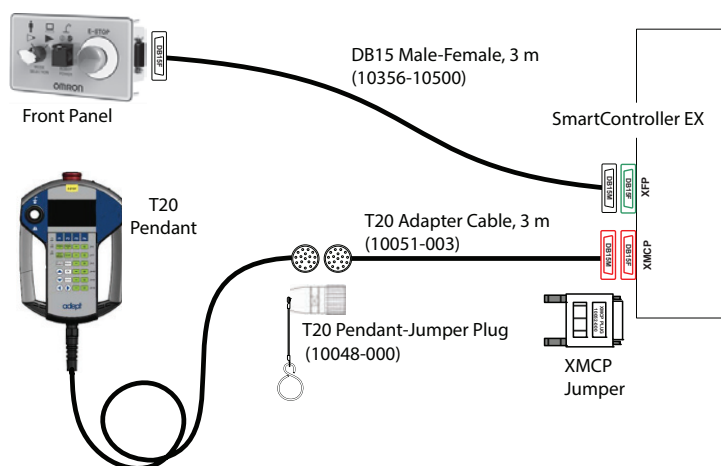 E-STOP
OMRON
Front Panel
DB15F
DB15 Male-Female, 3 m
(10356-10500)
SmartController EX
DB15M
DB15F
XFP
T20
Pendant
adept
T20 Adapter Cable, 3 m
(10051-003)
DB15M
DB15F
XMCP
T20 Pendant-Jumper Plug
(10048-000)
XMCP
Jumper